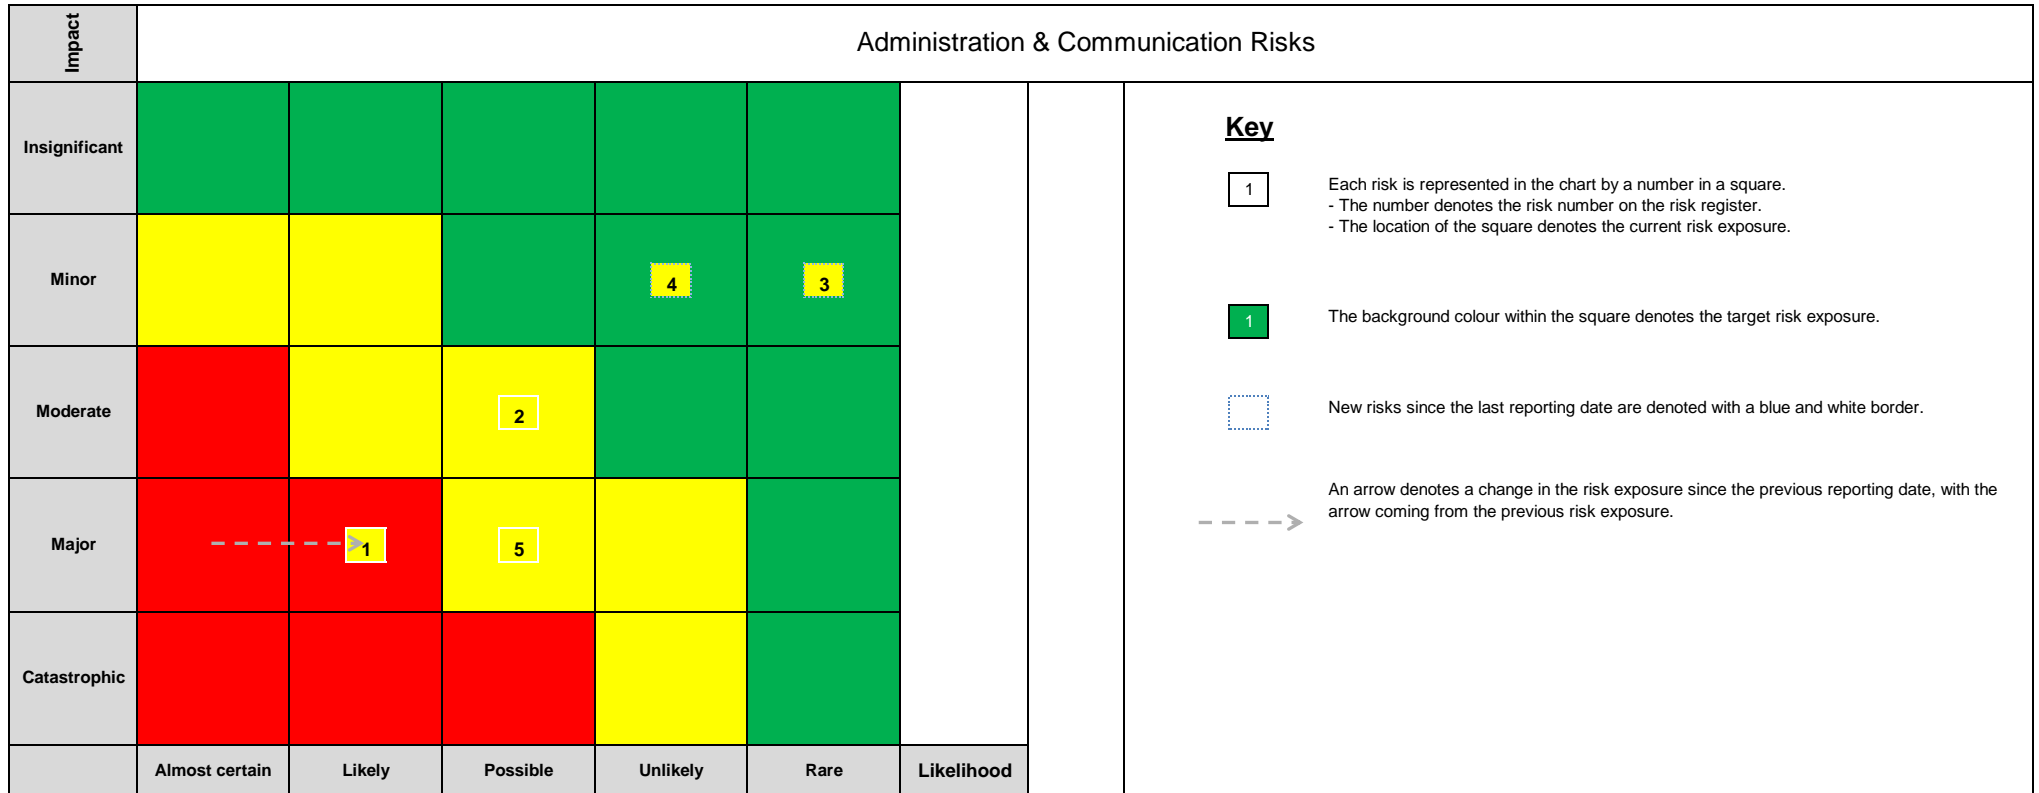 Impact
Administration & Communication Risks
Insignificant
Minor
4
3
Moderate
2
Major
1
5
Catastrophic
Almost certain
Likely
Possible
Unlikely
Rare
Likelihood
Key
1
Each risk is represented in the chart by a number in a square.
- The number denotes the risk number on the risk register.
- The location of the square denotes the current risk exposure.
1
The background colour within the square denotes the target risk exposure.
New risks since the last reporting date are denoted with a blue and white border.
An arrow denotes a change in the risk exposure since the previous reporting date, with the
arrow coming from the previous risk exposure.